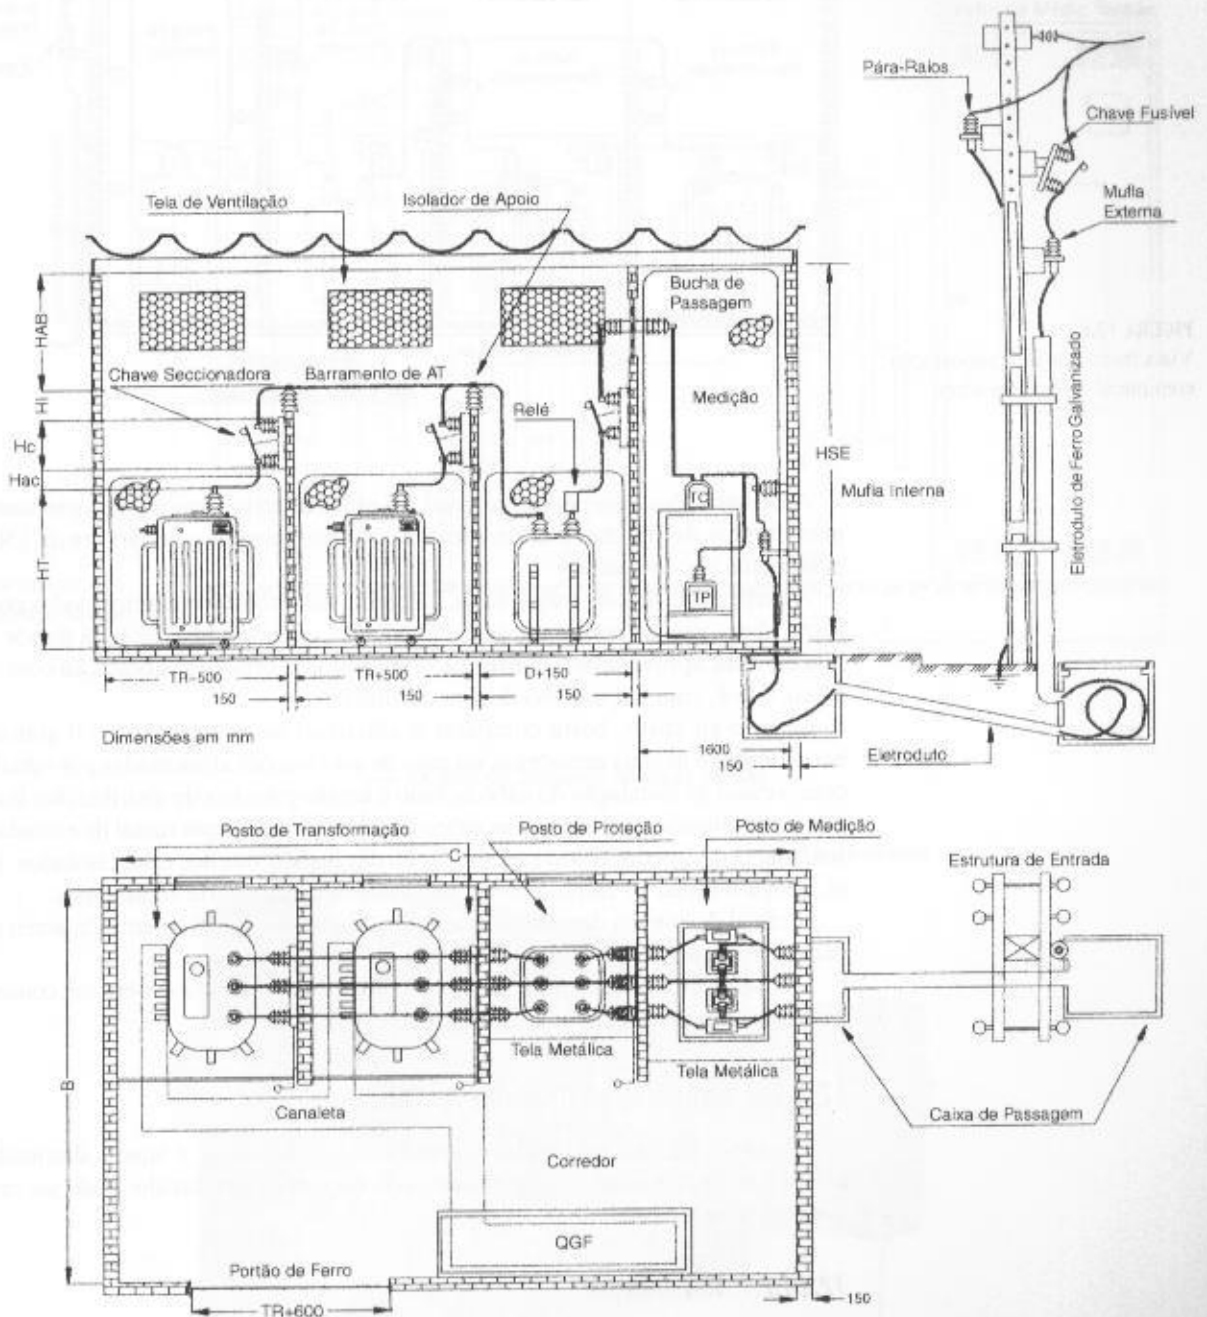 Pára-Raios
Chave Fusível
Mufla
Externa
Tela de Ventilação
Isolador de Apoio
Bucha de
Passagem
HAB
Chave Seccionadora
Barramento de AT
Relé
Medição
HI
Hc
Hac
HT
HSE
Mufla Interna
Eletroduto de Ferro Galvanizado
TC
TP
TR–500
TR+500
D+150
150
150
150
Dimensões em mm
1600
150
Eletroduto
Posto de Transformação
Posto de Proteção
Posto de Medição
C
Estrutura de Entrada
B
Tela Metálica
Tela Metálica
Canaleta
Caixa de Passagem
Corredor
QGF
Portão de Ferro
TR+600
150